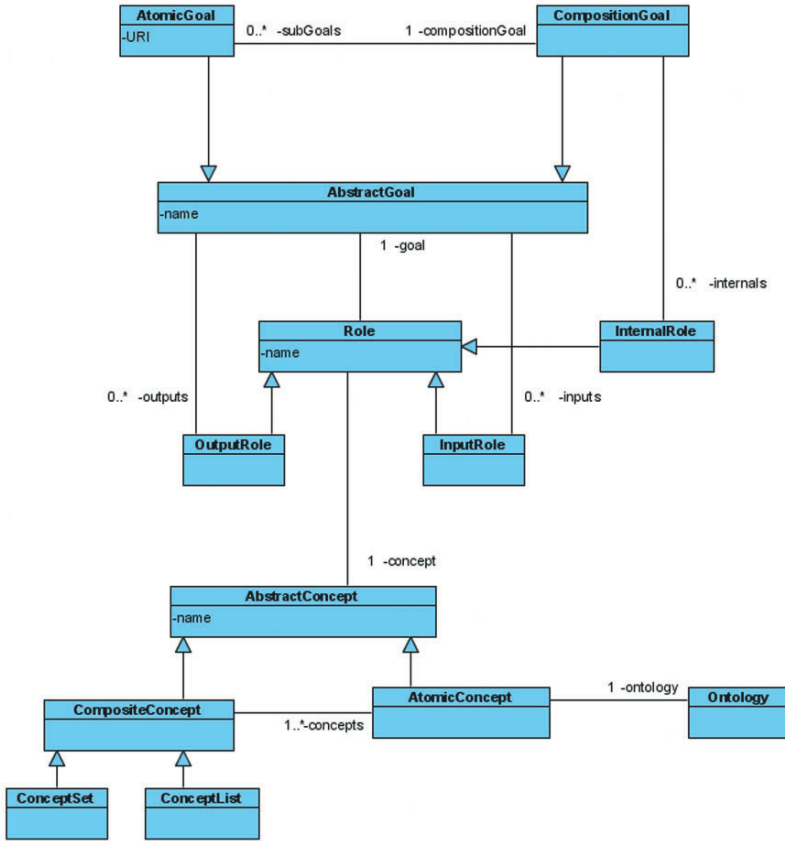 AtomicGoal
-URI
0..* -subGoals
1 -compositionGoal
CompositionGoal
AbstractGoal
-name
1 -goal
0..* -internals
Role
-name
InternalRole
0..* -outputs
0..* -inputs
OutputRole
InputRole
1 -concept
AbstractConcept
-name
CompositeConcept
1..*-concepts
AtomicConcept
1 -ontology
Ontology
ConceptSet
ConceptList